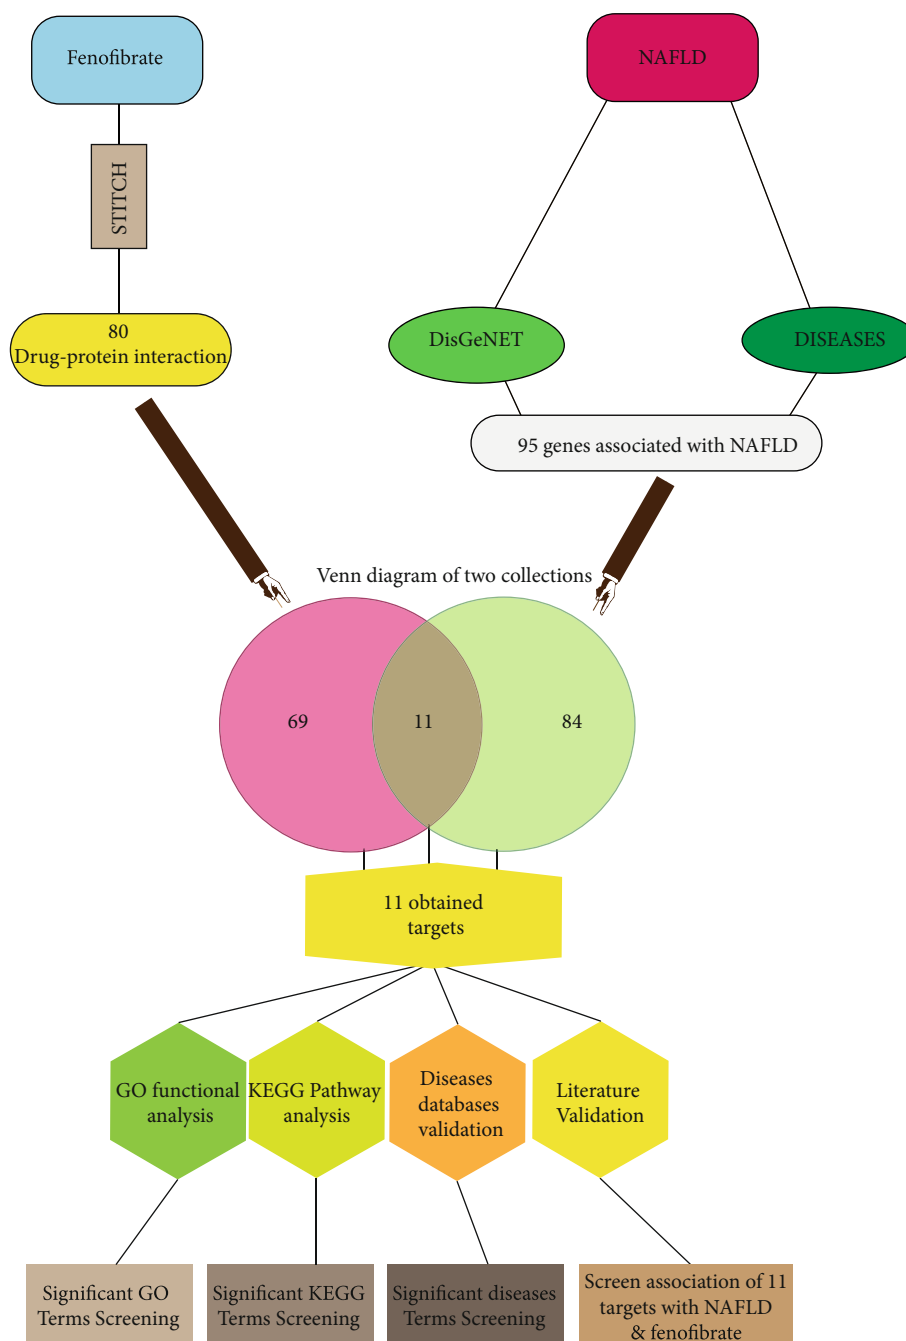 Fenofibrate
NAFLD
STITCH
80
Drug-protein interaction
DisGeNET
DISEASES
95 genes associated with NAFLD
Venn diagram of two collections
69
11
84
11 obtained
targets
GO functional
analysis
KEGG Pathway
analysis
Diseases
databases
validation
Literature
Validation
Significant GO
Terms Screening
Significant KEGG
Terms Screening
Significant diseases
Terms Screening
Screen association of 11
targets with NAFLD
& fenofibrate